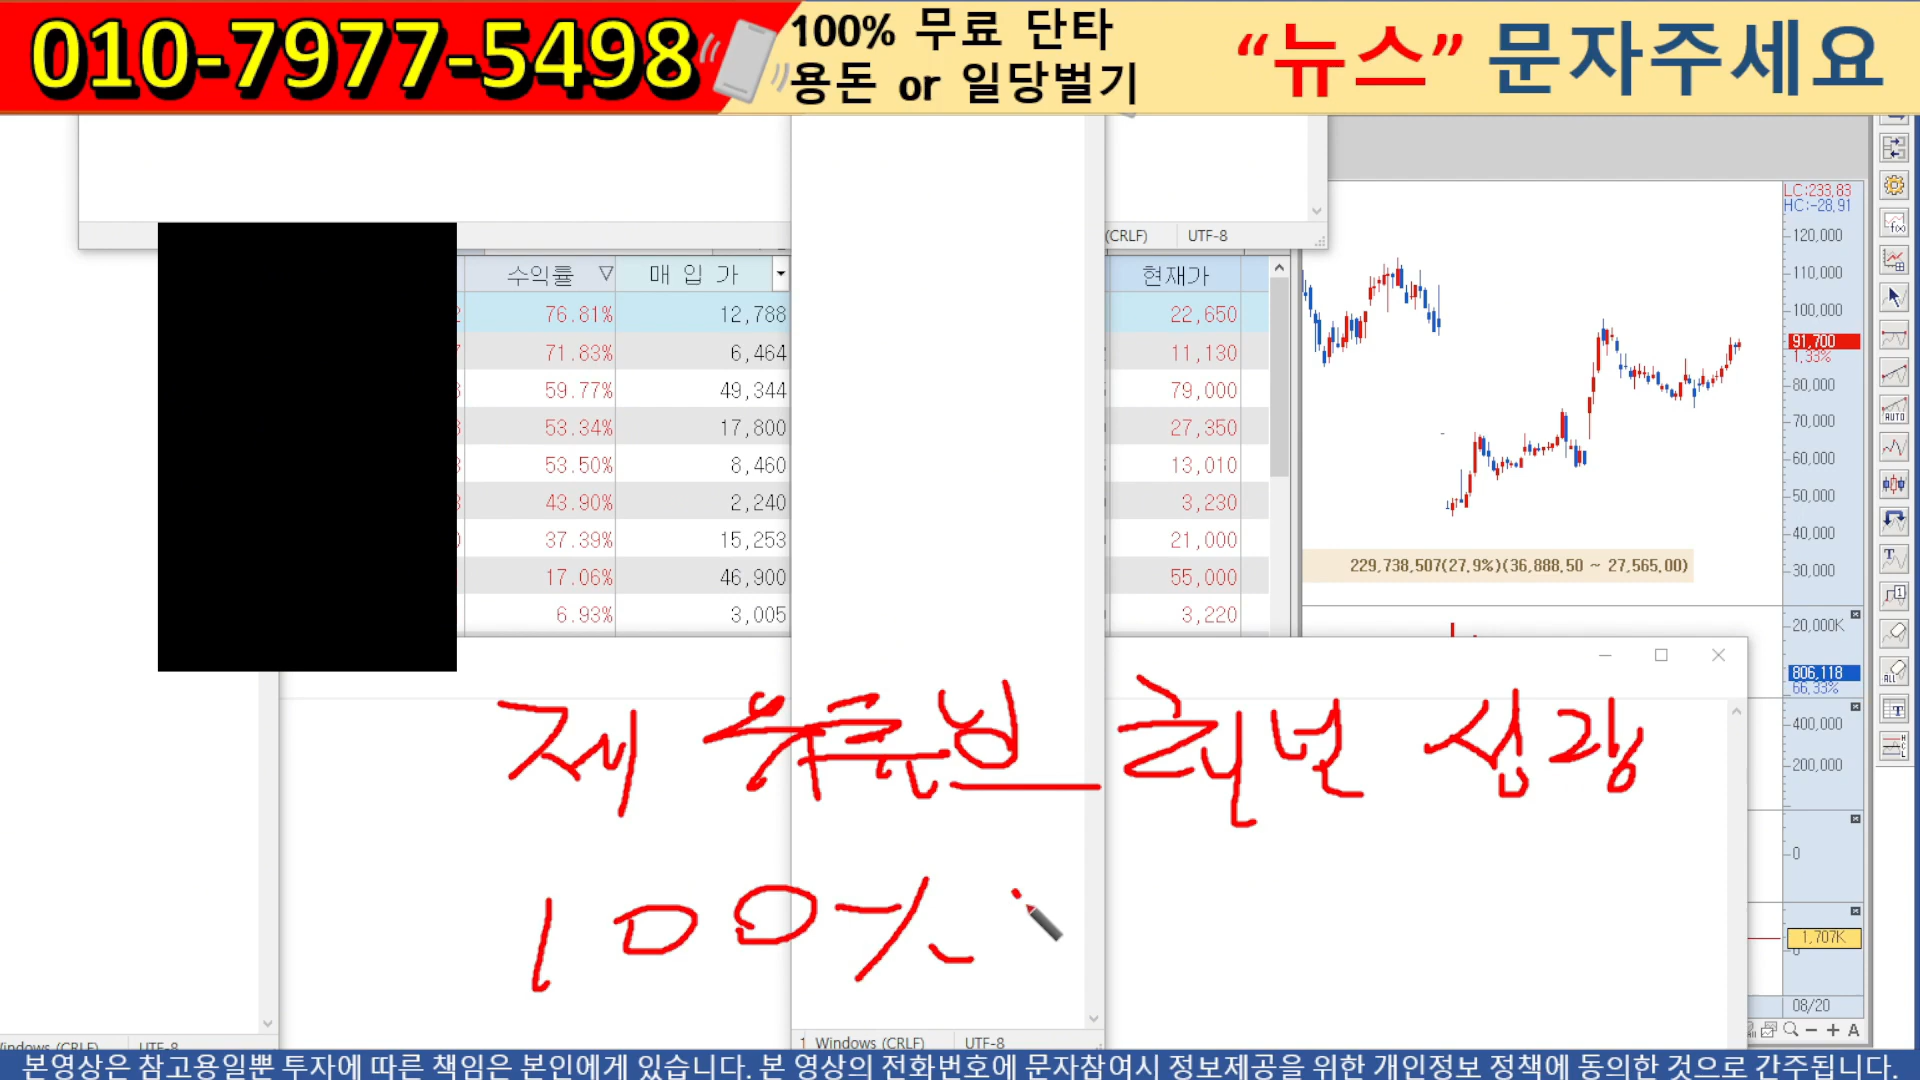 010-7977-5498
100% 무료 단타
용돈 or 일당벌기
“뉴스” 문자주세요
(CRLF) UTF-8
수익률 ▽ 매 입 가 현재가
76.81% 12,788 22,650
71.83% 6,464 11,130
59.77% 49,344 79,000
53.34% 17,800 27,350
53.50% 8,460 13,010
43.90% 2,240 3,230
37.39% 15,253 21,000
17.06% 46,900 55,000
6.93% 3,005 3,220
LC:233,83
HC:-28,91
120,000
110,000
100,000
91,700
1,33%
80,000
70,000
60,000
50,000
40,000
30,000
229,738,507(27.9%)(36,888.50 ~ 27,565.00)
20,000K
806,118
66,33%
400,000
200,000
0
1,707K
0
08/20
제
100%
Windows (CRLF) UTF-8
1 Windows (CRLF) UTF-8
본영상은 참고용일뿐 투자에 따른 책임은 본인에게 있습니다. 본 영상의 전화번호에 문자참여시 정보제공을 위한 개인정보 정책에 동의한 것으로 간주됩니다.